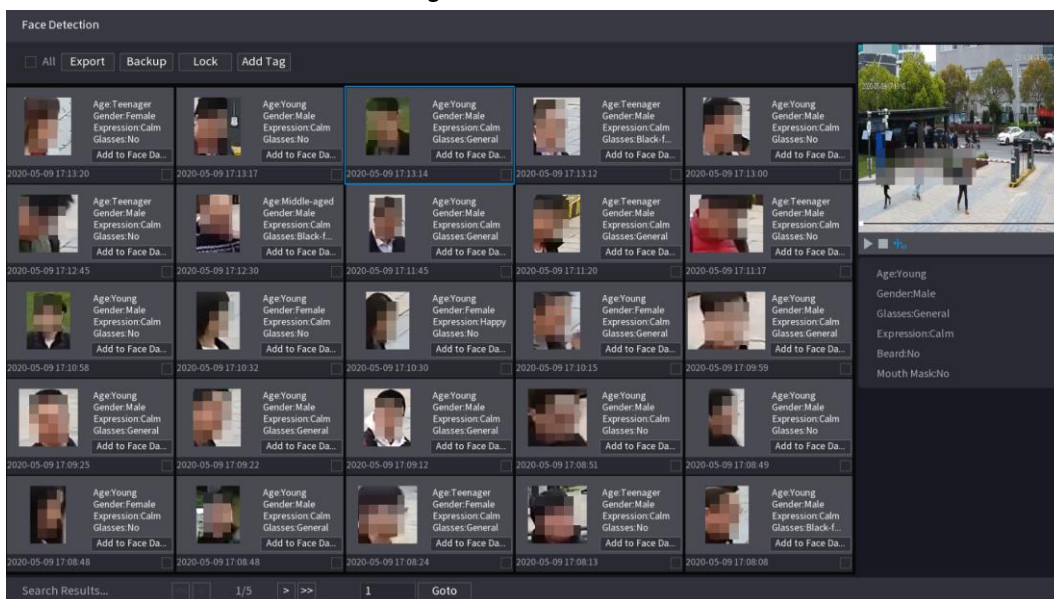 Face Detection
All Export Backup Lock Add Tag
Age:Teenager
Gender:Female
Expression:Calm
Glasses:No
Add to Face Da...
2020-05-09 17:13:20
Age:Young
Gender:Male
Expression:Calm
Glasses:No
Add to Face Da...
2020-05-09 17:13:17
Age:Young
Gender:Male
Expression:Calm
Glasses:General
Add to Face Da...
2020-05-09 17:13:14
Age:Teenager
Gender:Male
Expression:Calm
Glasses:Black-f...
Add to Face Da...
2020-05-09 17:13:12
Age:Young
Gender:Male
Expression:Calm
Glasses:No
Add to Face Da...
2020-05-09 17:13:00
Age:Teenager
Gender:Male
Expression:Calm
Glasses:No
Add to Face Da...
2020-05-09 17:12:45
Age:Middle-aged
Gender:Male
Expression:Calm
Glasses:Black-f...
Add to Face Da...
2020-05-09 17:12:30
Age:Young
Gender:Male
Expression:Calm
Glasses:General
Add to Face Da...
2020-05-09 17:11:45
Age:Teenager
Gender:Male
Expression:Calm
Glasses:General
Add to Face Da...
2020-05-09 17:11:20
Age:Teenager
Gender:Male
Expression:Calm
Glasses:No
Add to Face Da...
2020-05-09 17:11:17
Age:Young
Gender:Male
Expression:Calm
Glasses:No
Add to Face Da...
2020-05-09 17:10:58
Age:Young
Gender:Female
Expression:Calm
Glasses:No
Add to Face Da...
2020-05-09 17:10:32
Age:Young
Gender:Female
Expression:Happy
Glasses:No
Add to Face Da...
2020-05-09 17:10:30
Age:Young
Gender:Female
Expression:Calm
Glasses:General
Add to Face Da...
2020-05-09 17:10:15
Age:Young
Gender:Male
Expression:Calm
Glasses:General
Add to Face Da...
2020-05-09 17:09:59
Age:Young
Gender:Male
Expression:Calm
Glasses:General
Add to Face Da...
2020-05-09 17:09:25
Age:Young
Gender:Male
Expression:Calm
Glasses:General
Add to Face Da...
2020-05-09 17:09:22
Age:Young
Gender:Male
Expression:Calm
Glasses:General
Add to Face Da...
2020-05-09 17:09:12
Age:Young
Gender:Male
Expression:Calm
Glasses:No
Add to Face Da...
2020-05-09 17:08:51
Age:Young
Gender:Male
Expression:Calm
Glasses:No
Add to Face Da...
2020-05-09 17:08:49
Age:Young
Gender:Female
Expression:Calm
Glasses:No
Add to Face Da...
2020-05-09 17:08:48
Age:Young
Gender:Male
Expression:Calm
Glasses:General
Add to Face Da...
2020-05-09 17:08:48
Age:Teenager
Gender:Female
Expression:Calm
Glasses:General
Add to Face Da...
2020-05-09 17:08:24
Age:Teenager
Gender:Male
Expression:Calm
Glasses:No
Add to Face Da...
2020-05-09 17:08:13
Age:Young
Gender:Male
Expression:Calm
Glasses:Black-f...
Add to Face Da...
2020-05-09 17:08:08
Age:Young
Gender:Male
Glasses:General
Expression:Calm
Beard:No
Mouth Mask:No
Search Results... 1/5 > >> 1 Goto